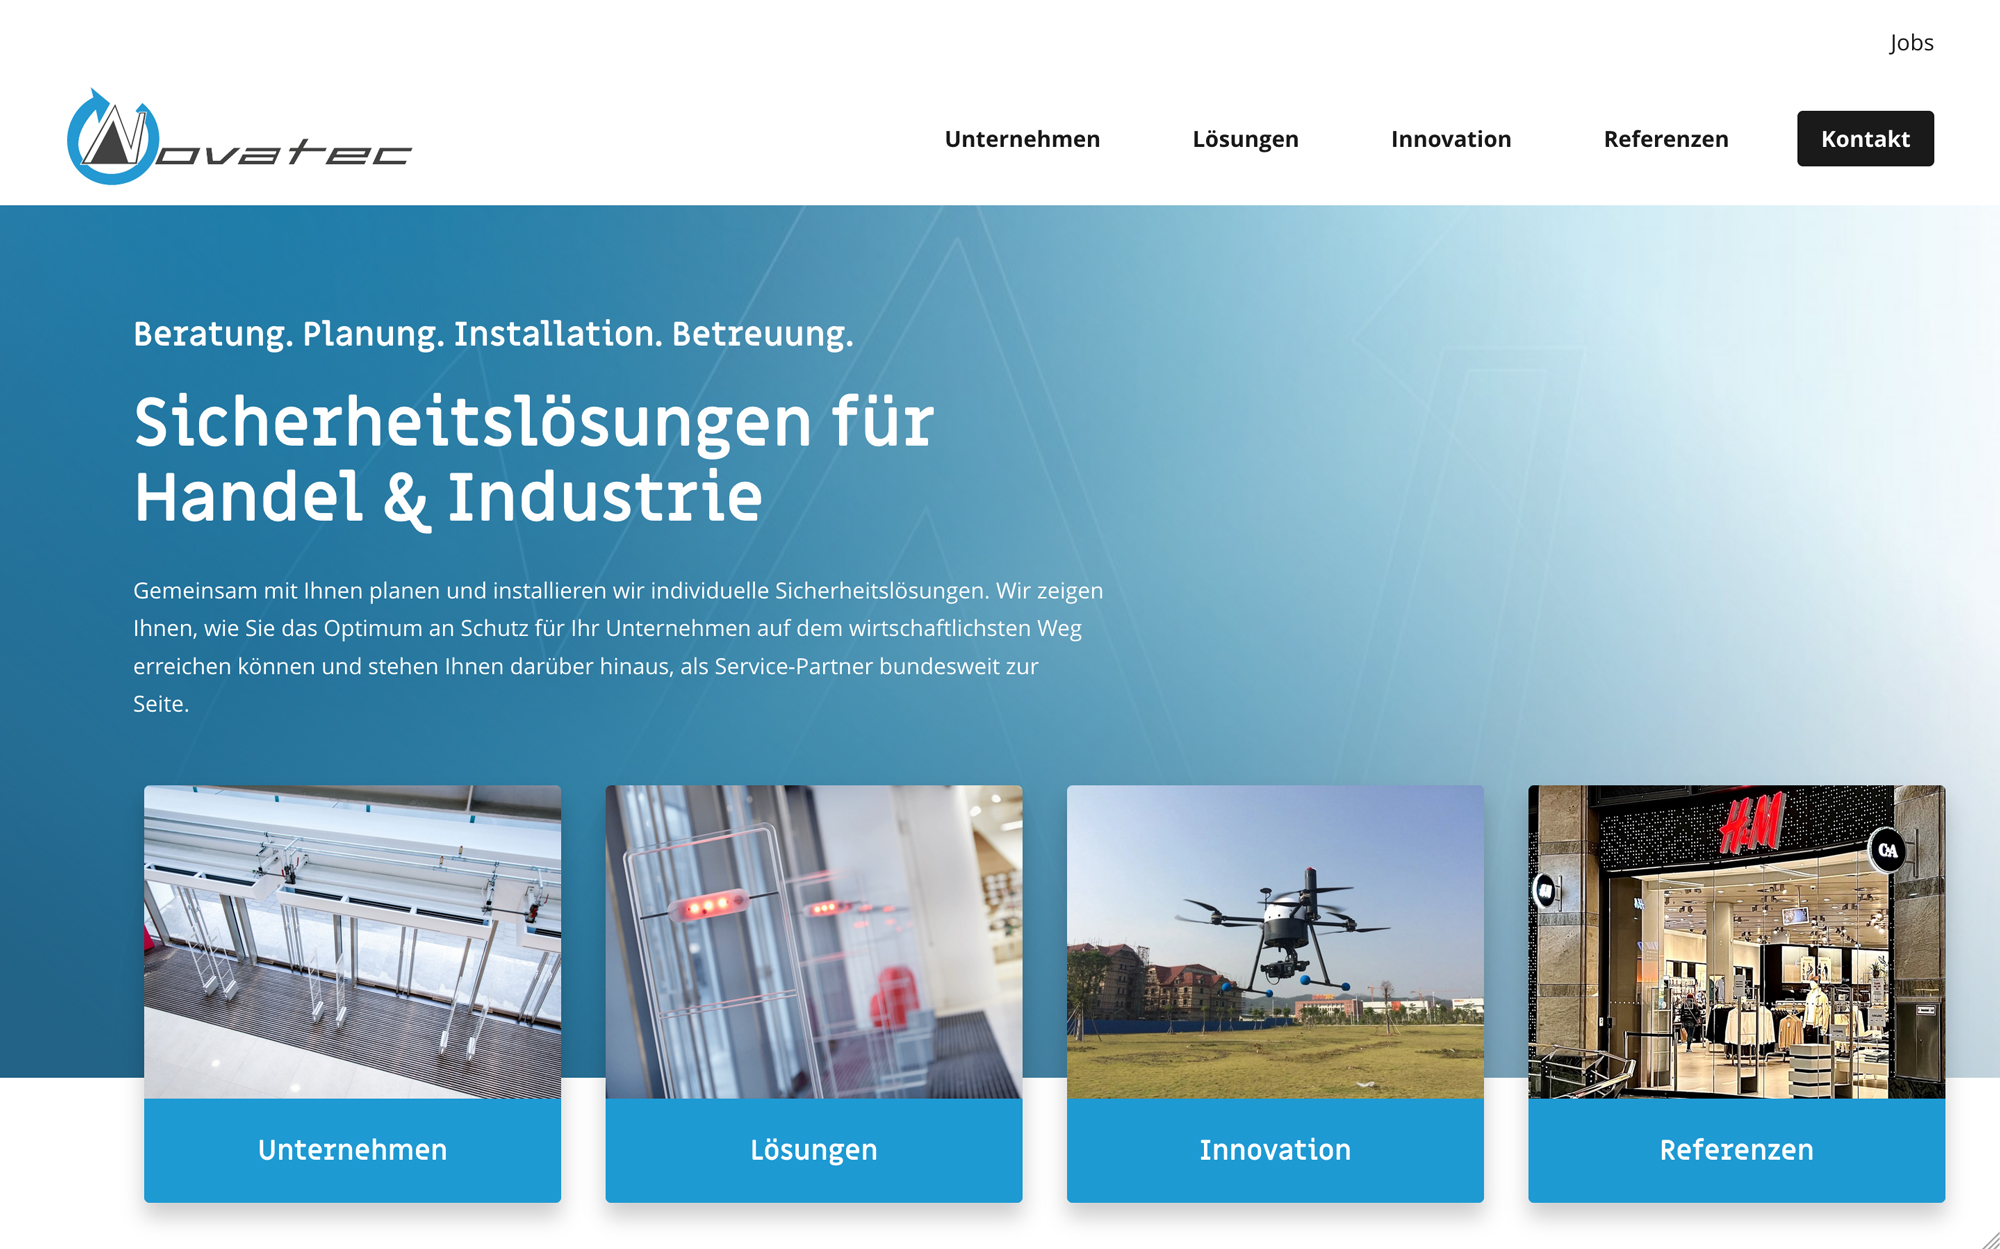 Jobs
Novatec
Unternehmen
Lösungen
Innovation
Referenzen
Kontakt
Beratung. Planung. Installation. Betreuung.
Sicherheitslösungen für
Handel & Industrie
Gemeinsam mit Ihnen planen und installieren wir individuelle Sicherheitslösungen. Wir zeigen
Ihnen, wie Sie das Optimum an Schutz für Ihr Unternehmen auf dem wirtschaftlichsten Weg
erreichen können und stehen Ihnen darüber hinaus, als Service-Partner bundesweit zur
Seite.
H&M
C&A
Unternehmen
Lösungen
Innovation
Referenzen